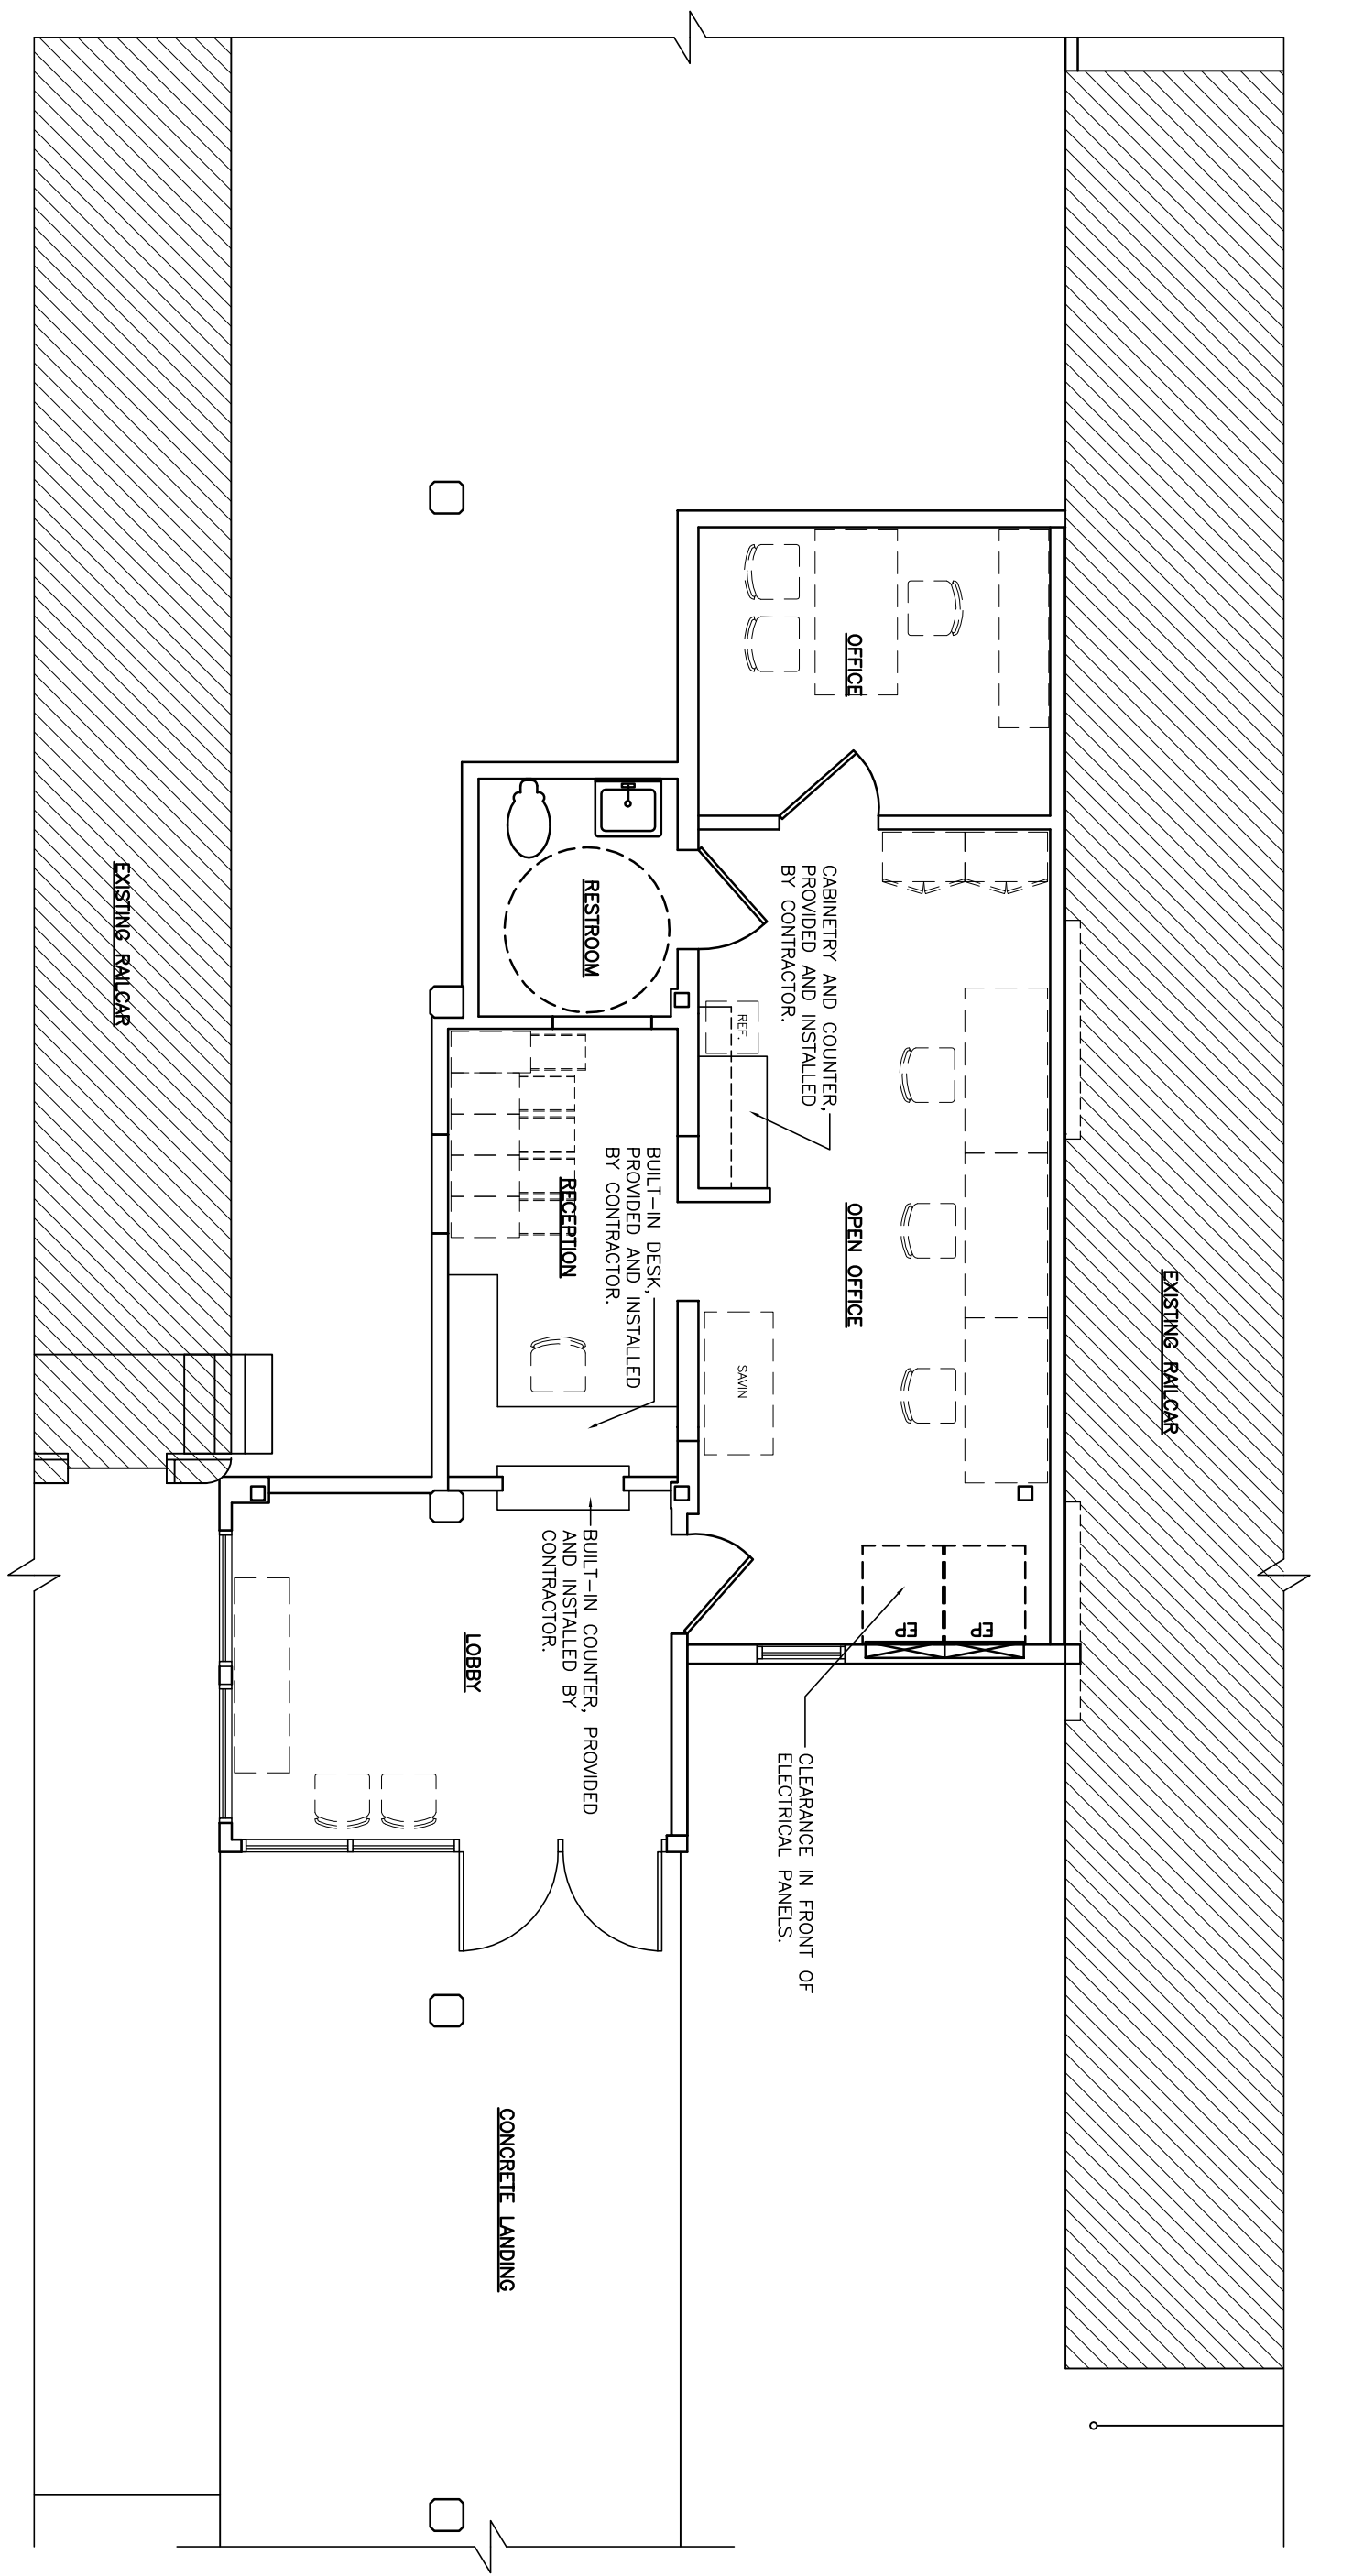 EXISTING RAILCAR
EXISTING RAILCAR
OFFICE
OPEN OFFICE
CABINETRY AND COUNTER,
PROVIDED AND INSTALLED
BY CONTRACTOR.
REF.
SAVIN
EP
EP
CLEARANCE IN FRONT OF
ELECTRICAL PANELS.
RESTROOM
RECEPTION
BUILT-IN DESK,
PROVIDED AND INSTALLED
BY CONTRACTOR.
BUILT-IN COUNTER, PROVIDED
AND INSTALLED BY
CONTRACTOR.
LOBBY
CONCRETE LANDING